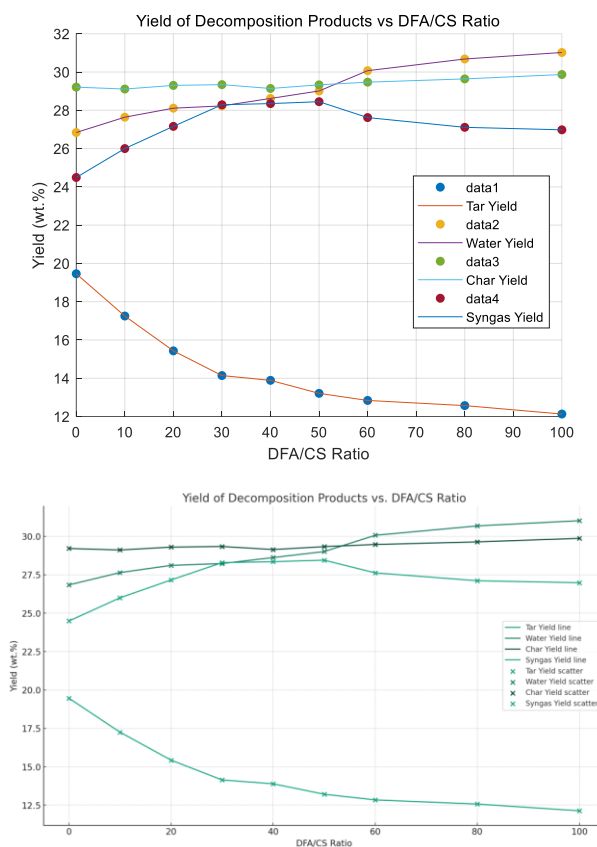 Yield of Decomposition Products vs DFA/CS Ratio
32
30
28
26
24
22
20
18
16
14
12
Yield (wt.%)
data1
Tar Yield
data2
Water Yield
data3
Char Yield
data4
Syngas Yield
0 10 20 30 40 50 60 70 80 90 100
DFA/CS Ratio
Yield of Decomposition Products vs. DFA/CS Ratio
30.0
27.5
25.0
22.5
20.0
17.5
15.0
12.5
Yield (wt.%)
Tar Yield line
Water Yield line
Char Yield line
Syngas Yield line
Tar Yield scatter
Water Yield scatter
Char Yield scatter
Syngas Yield scatter
0 20 40 60 80 100
DFA/CS Ratio